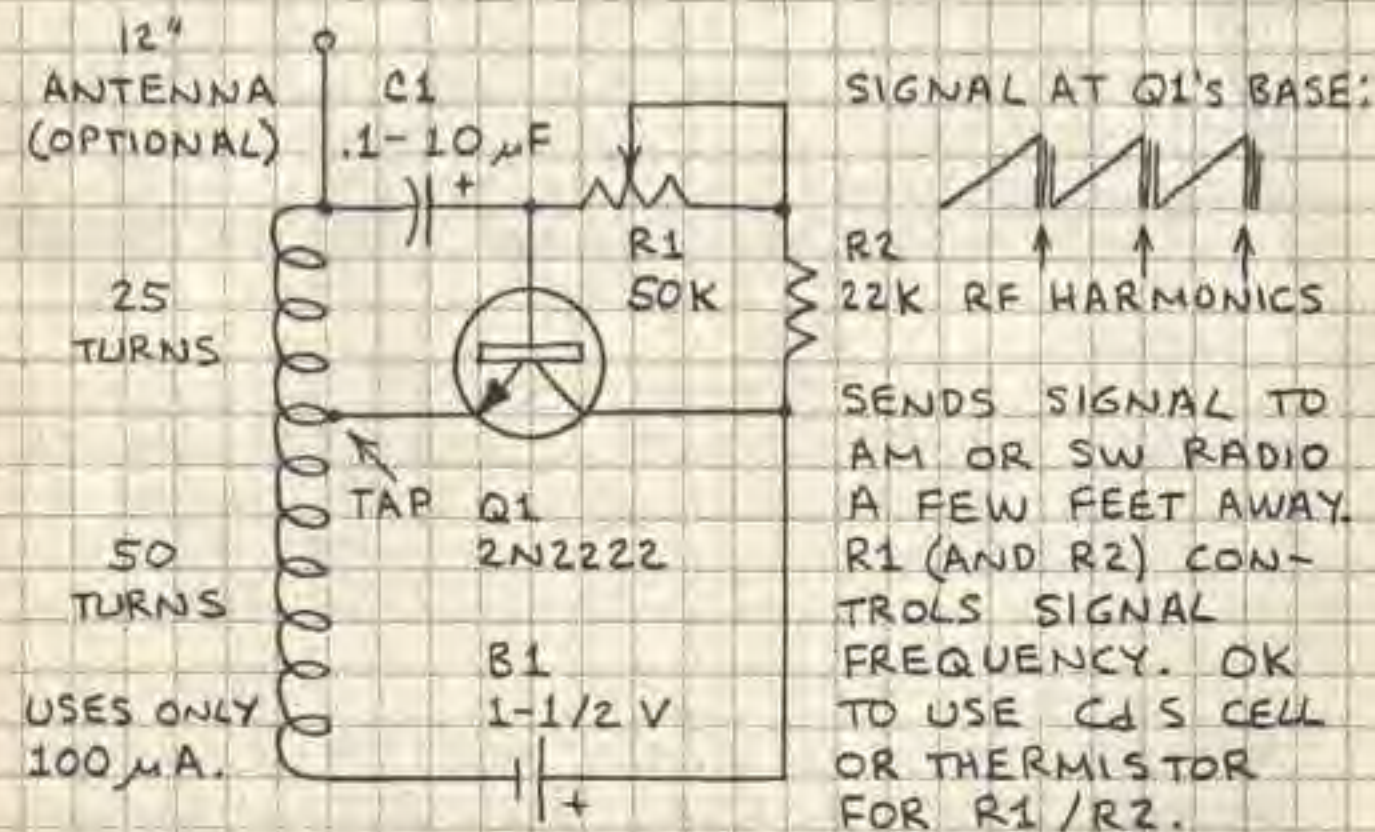 12"
ANTENNA
(OPTIONAL)
C1
.1-10 μF
+
R1
50K
25
TURNS
TAP
Q1
2N2222
50
TURNS
B1
1-1/2 V
+
USES ONLY
100 μA.
SIGNAL AT Q1's BASE:
R2
22K
RF HARMONICS
SENDS SIGNAL TO
AM OR SW RADIO
A FEW FEET AWAY.
R1 (AND R2) CON-
TROLS SIGNAL
FREQUENCY. OK
TO USE CdS CELL
OR THERMISTOR
FOR R1/R2.